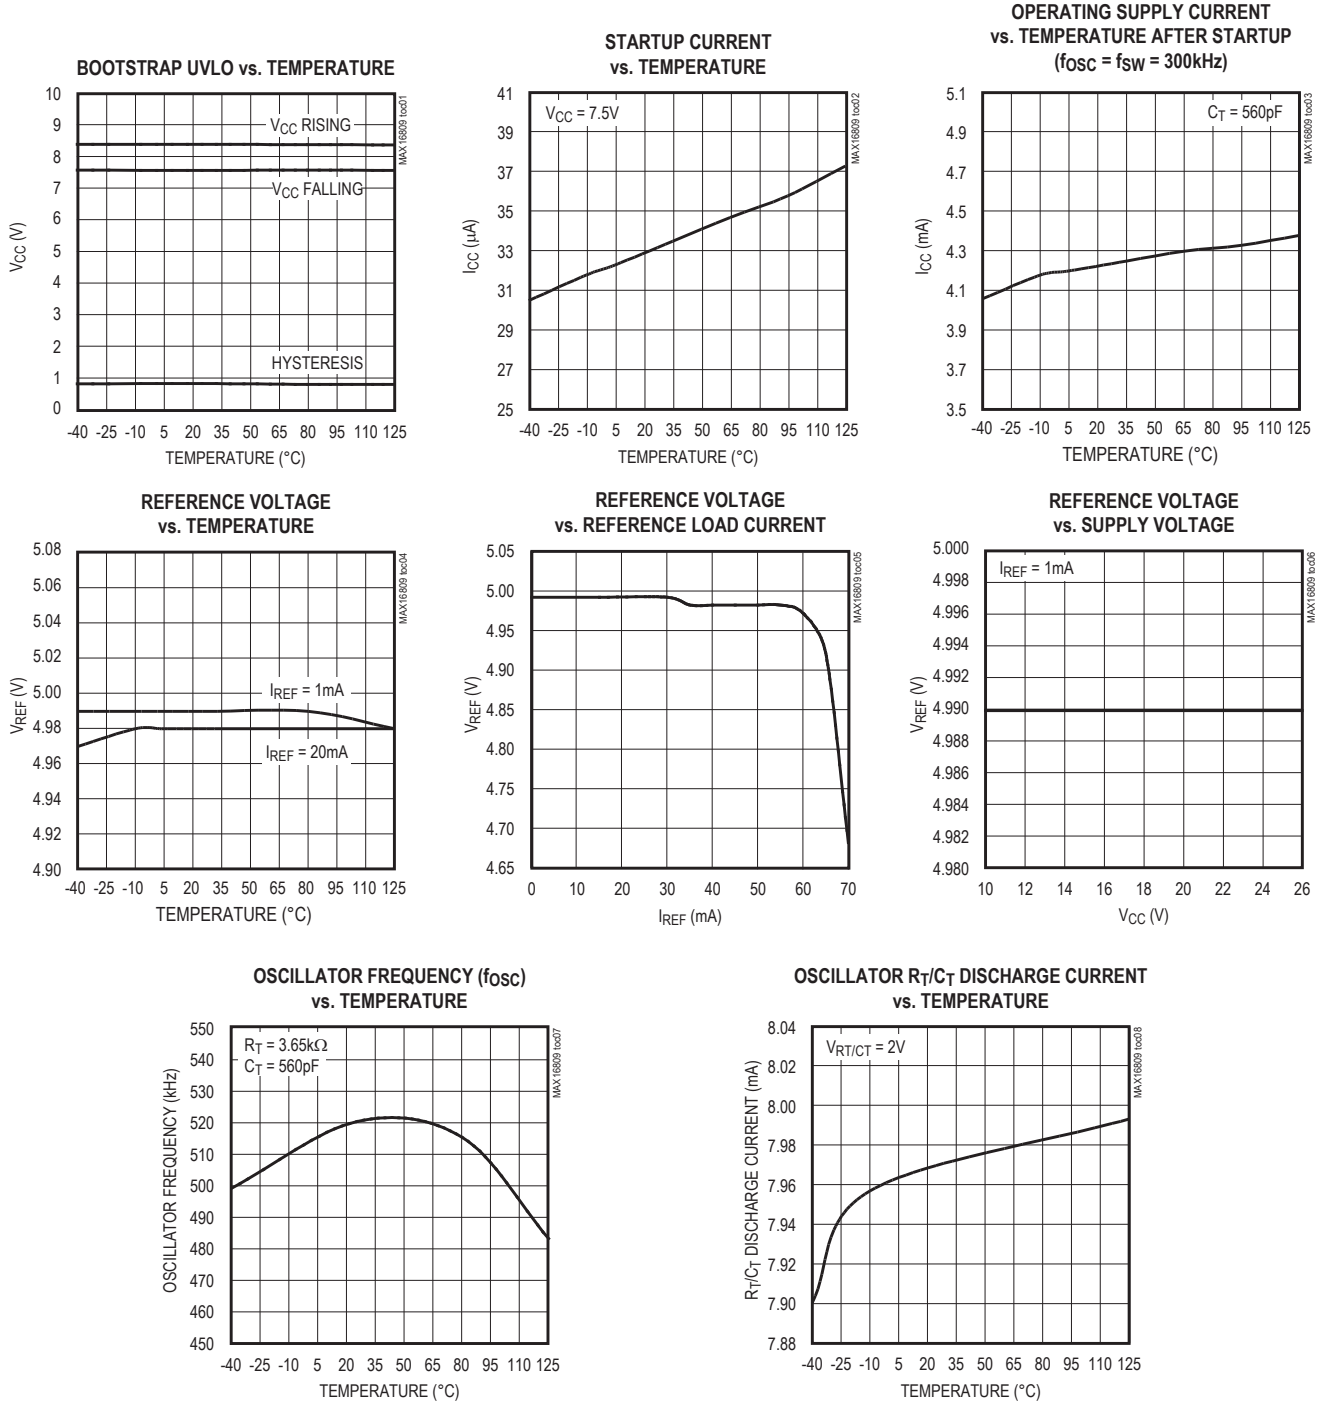 BOOTSTRAP UVLO vs. TEMPERATURE
10
9
8
7
6
5
4
3
2
1
0
VCC (V)
VCC RISING
VCC FALLING
HYSTERESIS
MAX16809 toc01
-40 -25 -10 5 20 35 50 65 80 95 110 125
TEMPERATURE (°C)
STARTUP CURRENT
vs. TEMPERATURE
41
39
37
35
33
31
29
27
25
ICC (µA)
VCC = 7.5V
MAX16809 toc02
-40 -25 -10 5 20 35 50 65 80 95 110 125
TEMPERATURE (°C)
OPERATING SUPPLY CURRENT
vs. TEMPERATURE AFTER STARTUP
(fOSC = fSW = 300kHz)
5.1
4.9
4.7
4.5
4.3
4.1
3.9
3.7
3.5
ICC (mA)
CT = 560pF
MAX16809 toc03
-40 -25 -10 5 20 35 50 65 80 95 110 125
TEMPERATURE (°C)
REFERENCE VOLTAGE
vs. TEMPERATURE
5.08
5.06
5.04
5.02
5.00
4.98
4.96
4.94
4.92
4.90
VREF (V)
IREF = 1mA
IREF = 20mA
MAX16809 toc04
-40 -25 -10 5 20 35 50 65 80 95 110 125
TEMPERATURE (°C)
REFERENCE VOLTAGE
vs. REFERENCE LOAD CURRENT
5.05
5.00
4.95
4.90
4.85
4.80
4.75
4.70
4.65
VREF (V)
MAX16809 toc05
0 10 20 30 40 50 60 70
IREF (mA)
REFERENCE VOLTAGE
vs. SUPPLY VOLTAGE
5.000
4.998
4.996
4.994
4.992
4.990
4.988
4.986
4.984
4.982
4.980
VREF (V)
IREF = 1mA
MAX16809 toc06
10 12 14 16 18 20 22 24 26
VCC (V)
OSCILLATOR FREQUENCY (fOSC)
vs. TEMPERATURE
550
540
530
520
510
500
490
480
470
460
450
OSCILLATOR FREQUENCY (kHz)
RT = 3.65kΩ
CT = 560pF
MAX16809 toc07
-40 -25 -10 5 20 35 50 65 80 95 110 125
TEMPERATURE (°C)
OSCILLATOR RT/CT DISCHARGE CURRENT
vs. TEMPERATURE
8.04
8.02
8.00
7.98
7.96
7.94
7.92
7.90
7.88
RT/CT DISCHARGE CURRENT (mA)
VRT/CT = 2V
MAX16809 toc08
-40 -25 -10 5 20 35 50 65 80 95 110 125
TEMPERATURE (°C)